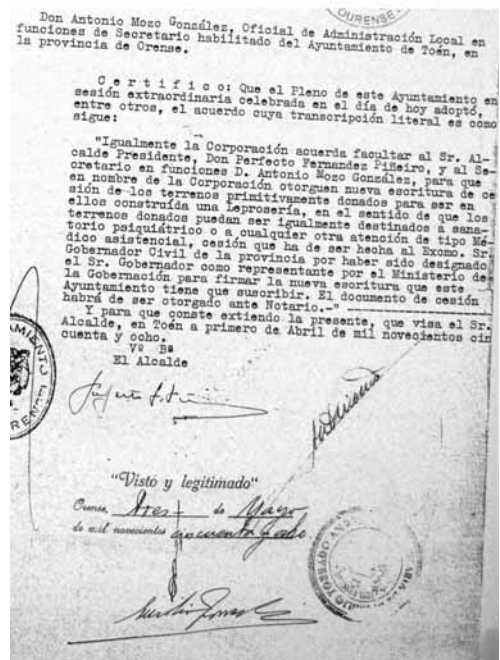 OURENSE
Don Antonio Mozo González, Oficial de Administración Local en
funciones de Secretario habilitado del Ayuntamiento de Toén, en
la provincia de Orense.
C e r t i f i c o: Que el Pleno de este Ayuntamiento en
sesión extraordinaria celebrada en el día de hoy adoptó,
entre otros, el acuerdo cuya transcripción literal es como
sigue:
"Igualmente la Corporación acuerda facultar al Sr. Al-
calde Presidente, Don Perfecto Fernandez Piñeiro, y al Se-
cretario en funciones D. Antonio Mozo González, para que
en nombre de la Corporación otorguen nueva escritura de ce
sión de los terrenos primitivamente donados para ser en
ellos construída una Leprosería, en el sentido de que los
terrenos donados puedan ser igualmente destinados a sana-
torio psiquiátrico o a cualquier otra atención de tipo Mé-
dico asistencial, cesión que ha de ser hecha al Excmo. Sr.
Gobernador Civil de la provincia por haber sido designado
el Sr. Gobernador como representante por el Ministerio de
la Gobernación para firmar la nueva escritura que este
Ayuntamiento tiene que suscribir. El documento de cesión
habrá de ser otorgado ante Notario.-"
Y para que conste extiendo la presente, que visa el Sr.
Alcalde, en Toén a primero de Abril de mil novecientos cin
cuenta y ocho.
Vº Bº
El Alcalde
"Visto y legitimado"
Orense, tres de Mayo
de mil novecientos cincuenta y ocho